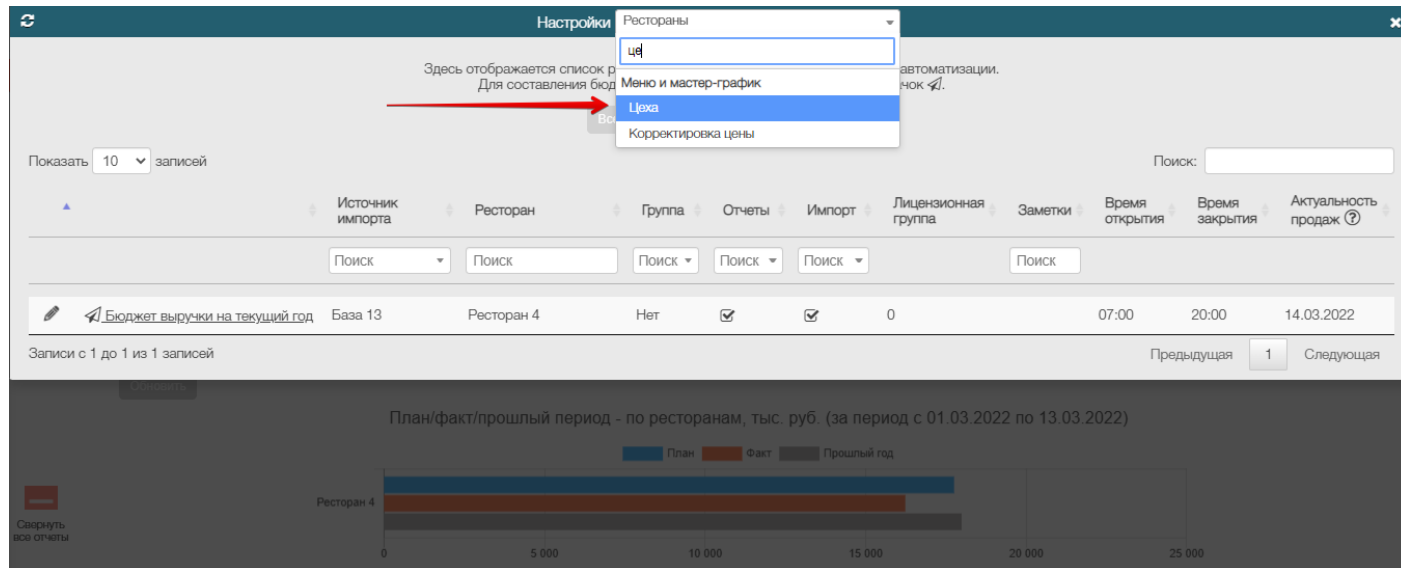 Настройки Рестораны
це
Здесь отображается список р автоматизации.
Для составления бюд чок
Меню и мастер-график
Цеха
Корректировка цены
Вс
Показать 10 записей Поиск:
Источник импорта Ресторан Группа Отчеты Импорт Лицензионная группа Заметки Время открытия Время закрытия Актуальность продаж
Поиск Поиск Поиск Поиск Поиск Поиск
Бюджет выручки на текущий год База 13 Ресторан 4 Нет 0 07:00 20:00 14.03.2022
Записи с 1 до 1 из 1 записей Предыдущая 1 Следующая
Обновить
План/факт/прошлый период - по ресторанам, тыс. руб. (за период с 01.03.2022 по 13.03.2022)
План Факт Прошлый год
Ресторан 4
Свернуть
все отчеты
0 5 000 10 000 15 000 20 000 25 000